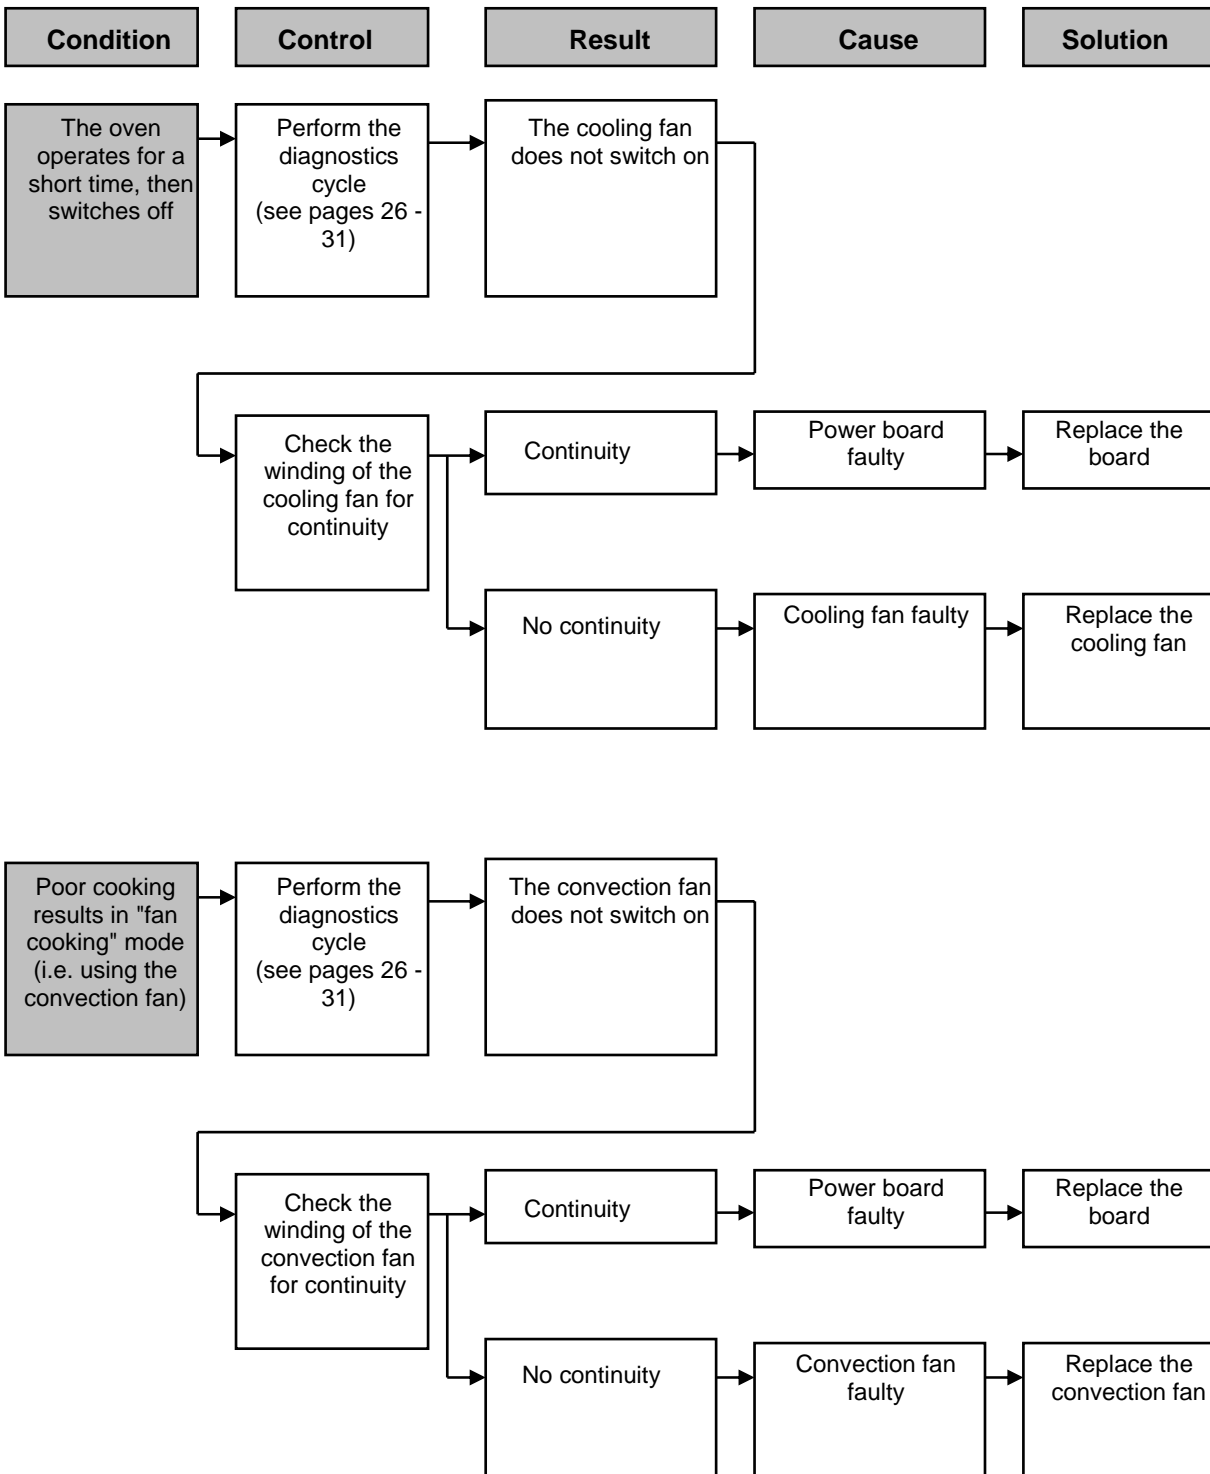 Condition
Control
Result
Cause
Solution
The oven
operates for a
short time, then
switches off
Perform the
diagnostics
cycle
(see pages 26 -
31)
The cooling fan
does not switch on
Check the
winding of the
cooling fan for
continuity
Continuity
Power board
faulty
Replace the
board
No continuity
Cooling fan faulty
Replace the
cooling fan
Poor cooking
results in "fan
cooking" mode
(i.e. using the
convection fan)
Perform the
diagnostics
cycle
(see pages 26 -
31)
The convection fan
does not switch on
Check the
winding of the
convection fan
for continuity
Continuity
Power board
faulty
Replace the
board
No continuity
Convection fan
faulty
Replace the
convection fan